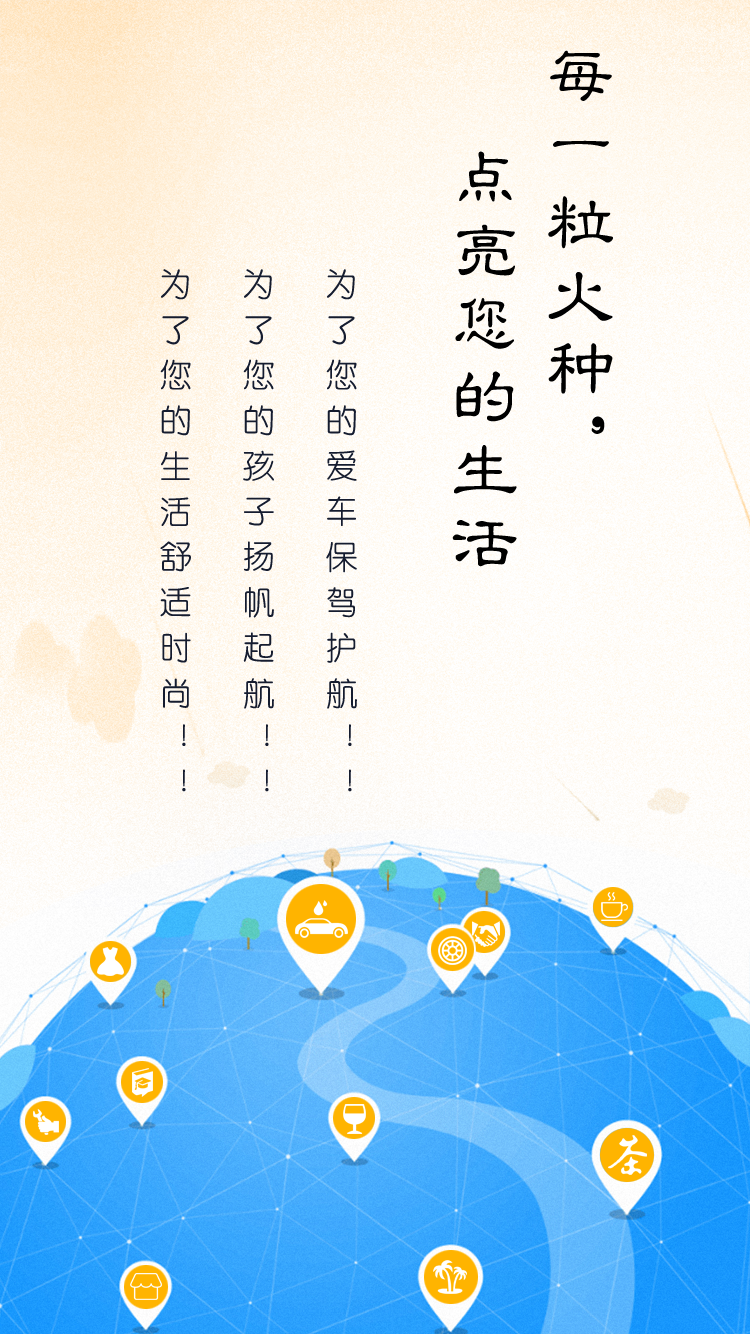 每一粒火种，
点亮您的生活
为了您的爱车保驾护航！！
为了您的孩子扬帆起航！！
为了您的生活舒适时尚！！
茶